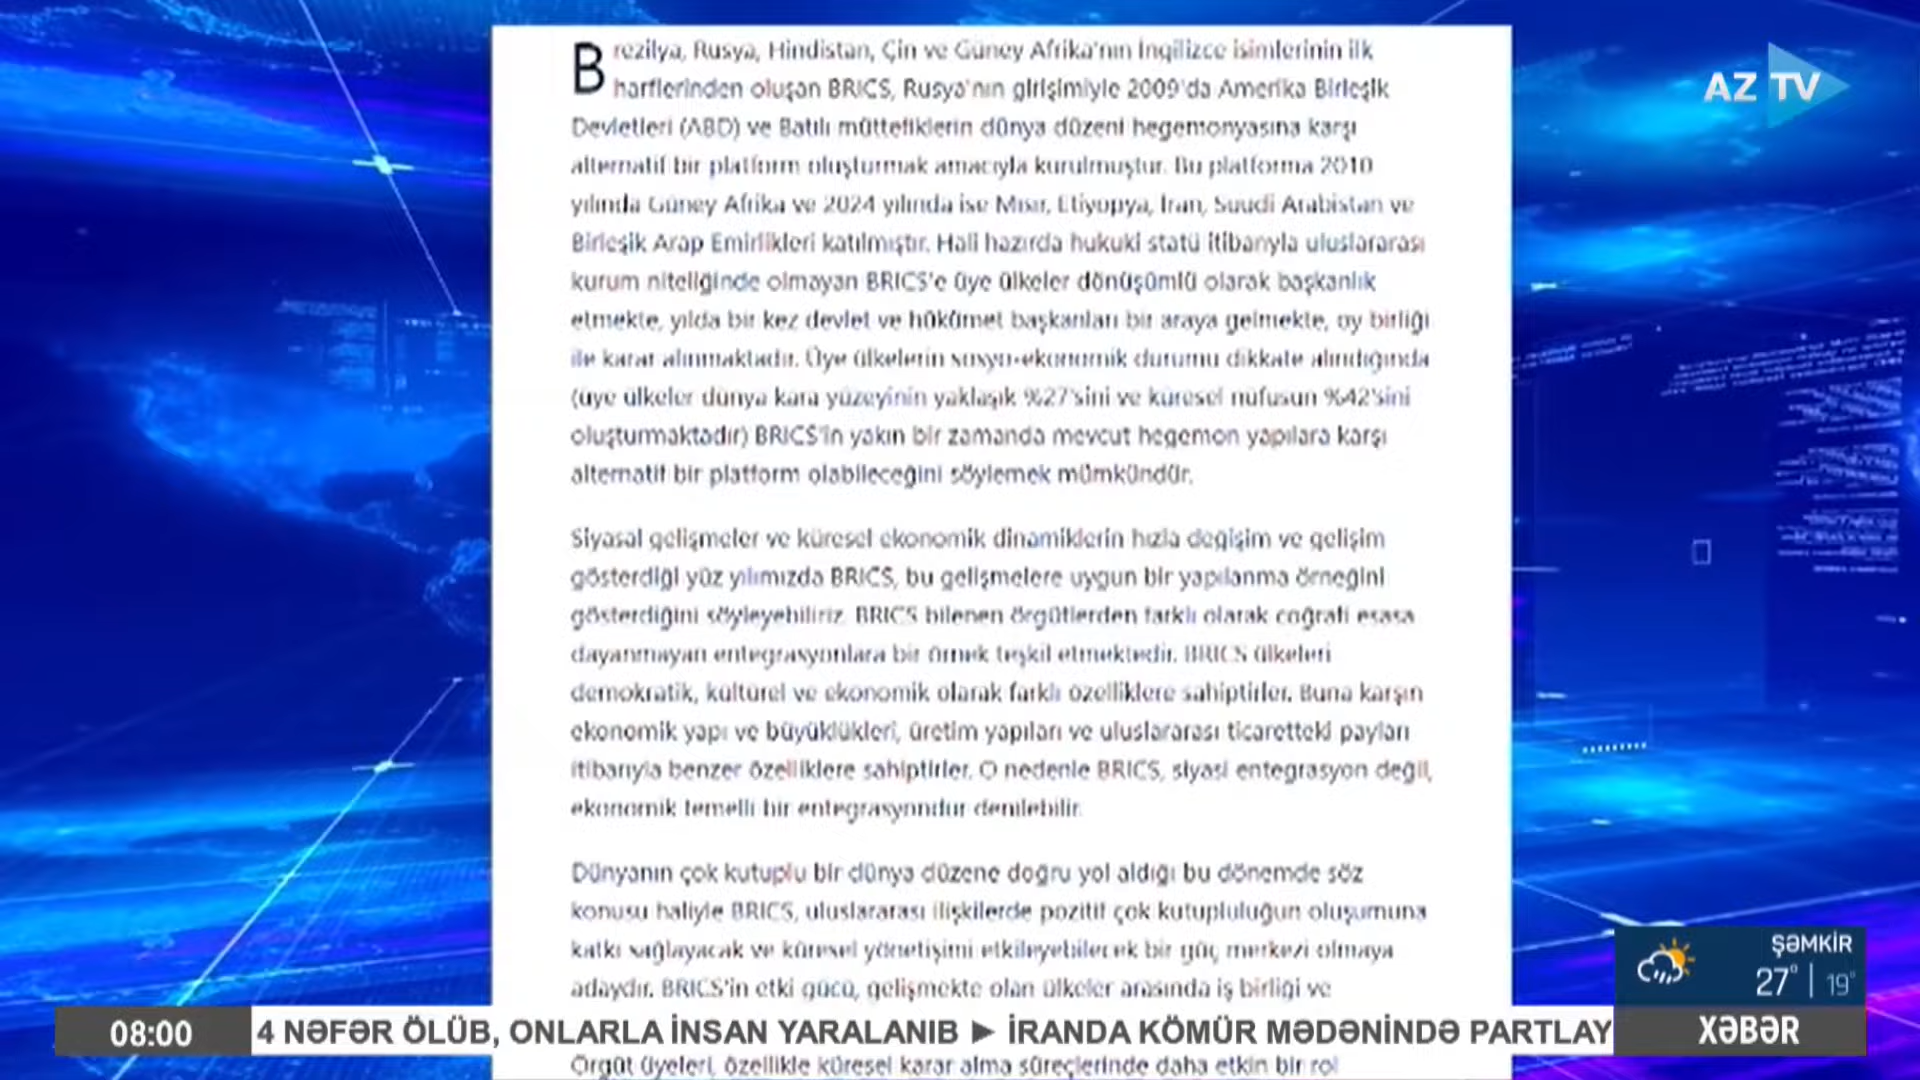 Brezilya, Rusya, Hindistan, Çin ve Güney Afrika'nın İngilizce isimlerinin ilk
harflerinden oluşan BRICS, Rusya'nın girişimiyle 2009'da Amerika Birleşik
Devletleri (ABD) ve Batılı müttefiklerin dünya düzeni hegemonyasına karşı
alternatif bir platform oluşturmak amacıyla kurulmuştur. Bu platforma 2010
yılında Güney Afrika ve 2024 yılında ise Mısır, Etiyopya, İran, Suudi Arabistan ve
Birleşik Arap Emirlikleri katılmıştır. Hali hazırda hukuki statü itibarıyla uluslararası
kurum niteliğinde olmayan BRICS'e üye ülkeler dönüşümlü olarak başkanlık
etmekte, yılda bir kez devlet ve hükümet başkanları bir araya gelmekte, oy birliği
ile karar alınmaktadır. Üye ülkelerin sosyo-ekonomik durumu dikkate alındığında
(üye ülkeler dünya kara yüzeyinin yaklaşık %27'sini ve küresel nüfusun %42'sini
oluşturmaktadır) BRICS'in yakın bir zamanda mevcut hegemon yapılara karşı
alternatif bir platform olabileceğini söylemek mümkündür.
Siyasal gelişmeler ve küresel ekonomik dinamiklerin hızla değişim ve gelişim
gösterdiği yüz yılımızda BRICS, bu gelişmelere uygun bir yapılanma örneğini
gösterdiğini söyleyebiliriz. BRICS bilenen örgütlerden farklı olarak coğrafi esasa
dayanmayan entegrasyonlara bir örnek teşkil etmektedir. BRICS ülkeleri
demokratik, kültürel ve ekonomik olarak farklı özelliklere sahiptirler. Buna karşın
ekonomik yapı ve büyüklükleri, üretim yapıları ve uluslararası ticaretteki payları
itibarıyla benzer özelliklere sahiptirler. O nedenle BRICS, siyasi entegrasyon değil,
ekonomik temelli bir entegrasyondur denilebilir.
Dünyanın çok kutuplu bir dünya düzene doğru yol aldığı bu dönemde söz
konusu haliyle BRICS, uluslararası ilişkilerde pozitif çok kutupluluğun oluşumuna
katkı sağlayacak ve küresel yönetişimi etkileyebilecek bir güç merkezi olmaya
adaydır. BRICS'in etki gücü, gelişmekte olan ülkeler arasında iş birliği ve
Örgüt üyeleri, özellikle küresel karar alma süreçlerinde daha etkin bir rol
AZ TV
ŞƏMKİR
27° | 19°
08:00
4 NƏFƏR ÖLÜB, ONLARLA İNSAN YARALANIB ► İRANDA KÖMÜR MƏDƏNİNDƏ PARTLAY
XƏBƏR